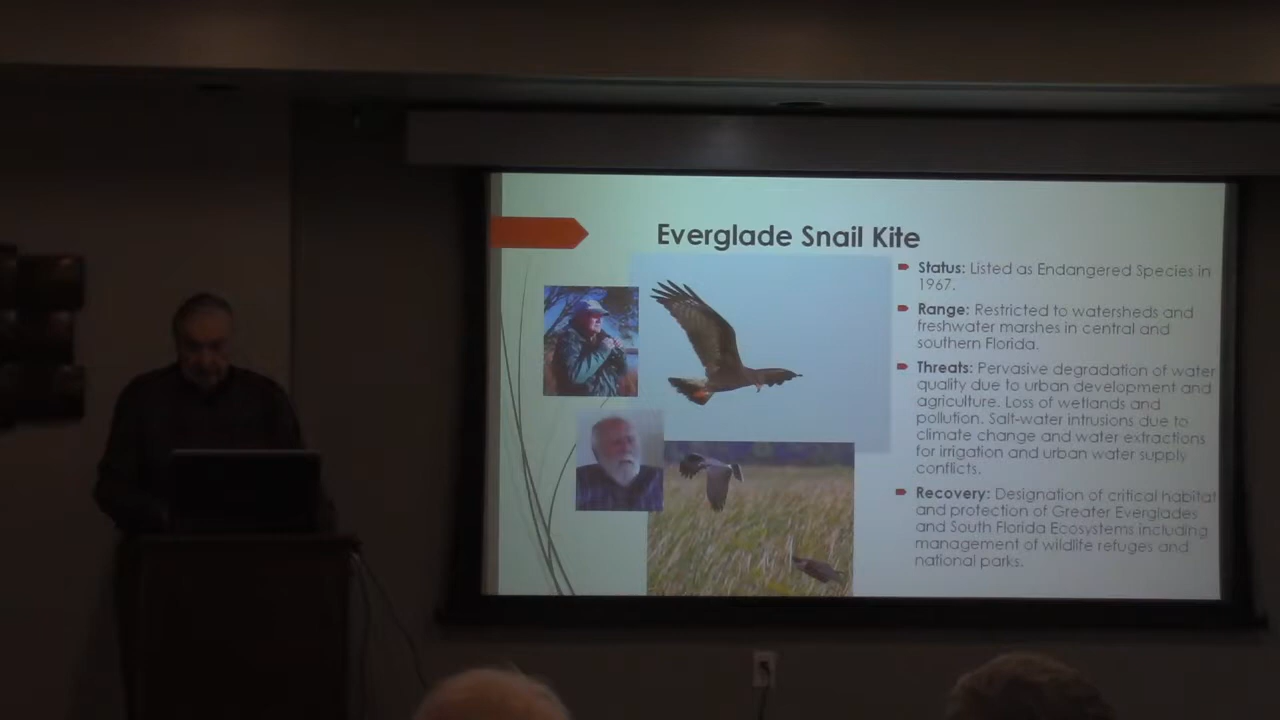 Everglade Snail Kite
Status: Listed as Endangered Species in
1967.
Range: Restricted to watersheds and
freshwater marshes in central and
southern Florida.
Threats: Pervasive degradation of water
quality due to urban development and
agriculture. Loss of wetlands and
pollution. Salt-water intrusions due to
climate change and water extractions
for irrigation and urban water supply
conflicts.
Recovery: Designation of critical habitat
and protection of Greater Everglades
and South Florida Ecosystems including
management of wildlife refuges and
national parks.